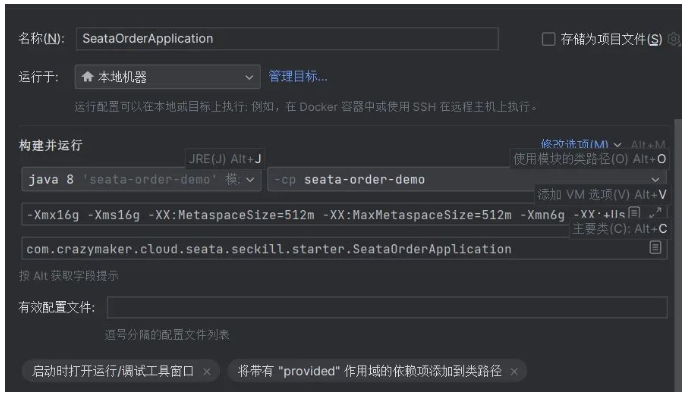 名称(N): SeataOrderApplication 存储为项目文件(S)
运行于: 本地机器 管理目标...
运行配置可以在本地或目标上执行: 例如，在 Docker 容器中或使用 SSH 在远程主机上执行。
构建并运行 修改选项(M) Alt+M
JRE(J) Alt+J 使用模块的类路径(O) Alt+O
java 8 'seata-order-demo' 模 -cp seata-order-demo
添加 VM 选项(V) Alt+V
-Xmx16g -Xms16g -XX:MetaspaceSize=512m -XX:MaxMetaspaceSize=512m -Xmn6g -XX:+Us
主要类(C): Alt+C
com.crazymaker.cloud.seata.seckill.starter.SeataOrderApplication
按 Alt 获取字段提示
有效配置文件:
逗号分隔的配置文件列表
启动时打开运行/调试工具窗口 × 将带有 "provided" 作用域的依赖项添加到类路径 ×